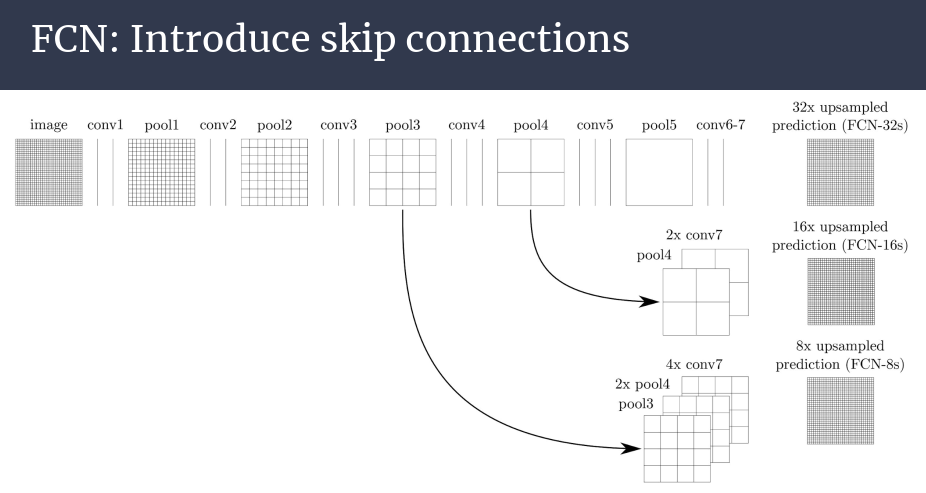 FCN: Introduce skip connections
image conv1 pool1 conv2 pool2 conv3 pool3 conv4 pool4 conv5 pool5 conv6-7
32x upsampled
prediction (FCN-32s)
16x upsampled
prediction (FCN-16s)
2x conv7
pool4
8x upsampled
prediction (FCN-8s)
4x conv7
2x pool4
pool3